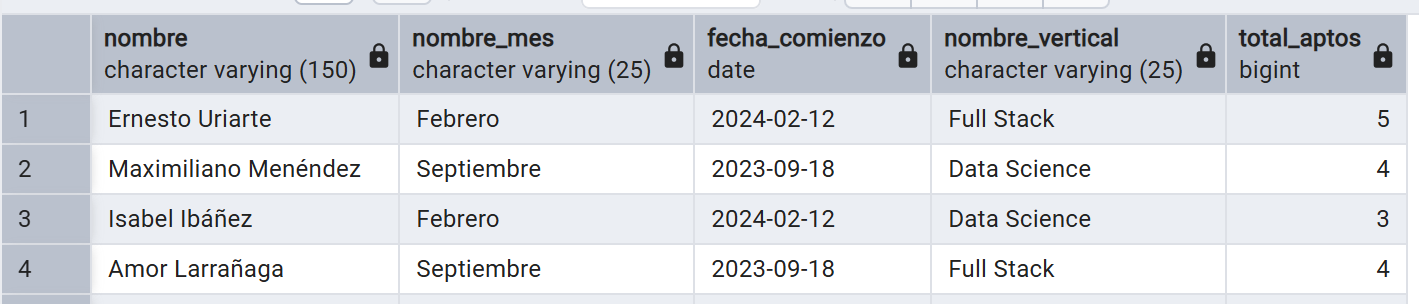 nombre nombre_mes fecha_comienzo nombre_vertical total_aptos
character varying (150) character varying (25) date character varying (25) bigint
1 Ernesto Uriarte Febrero 2024-02-12 Full Stack 5
2 Maximiliano Menéndez Septiembre 2023-09-18 Data Science 4
3 Isabel Ibáñez Febrero 2024-02-12 Data Science 3
4 Amor Larrañaga Septiembre 2023-09-18 Full Stack 4